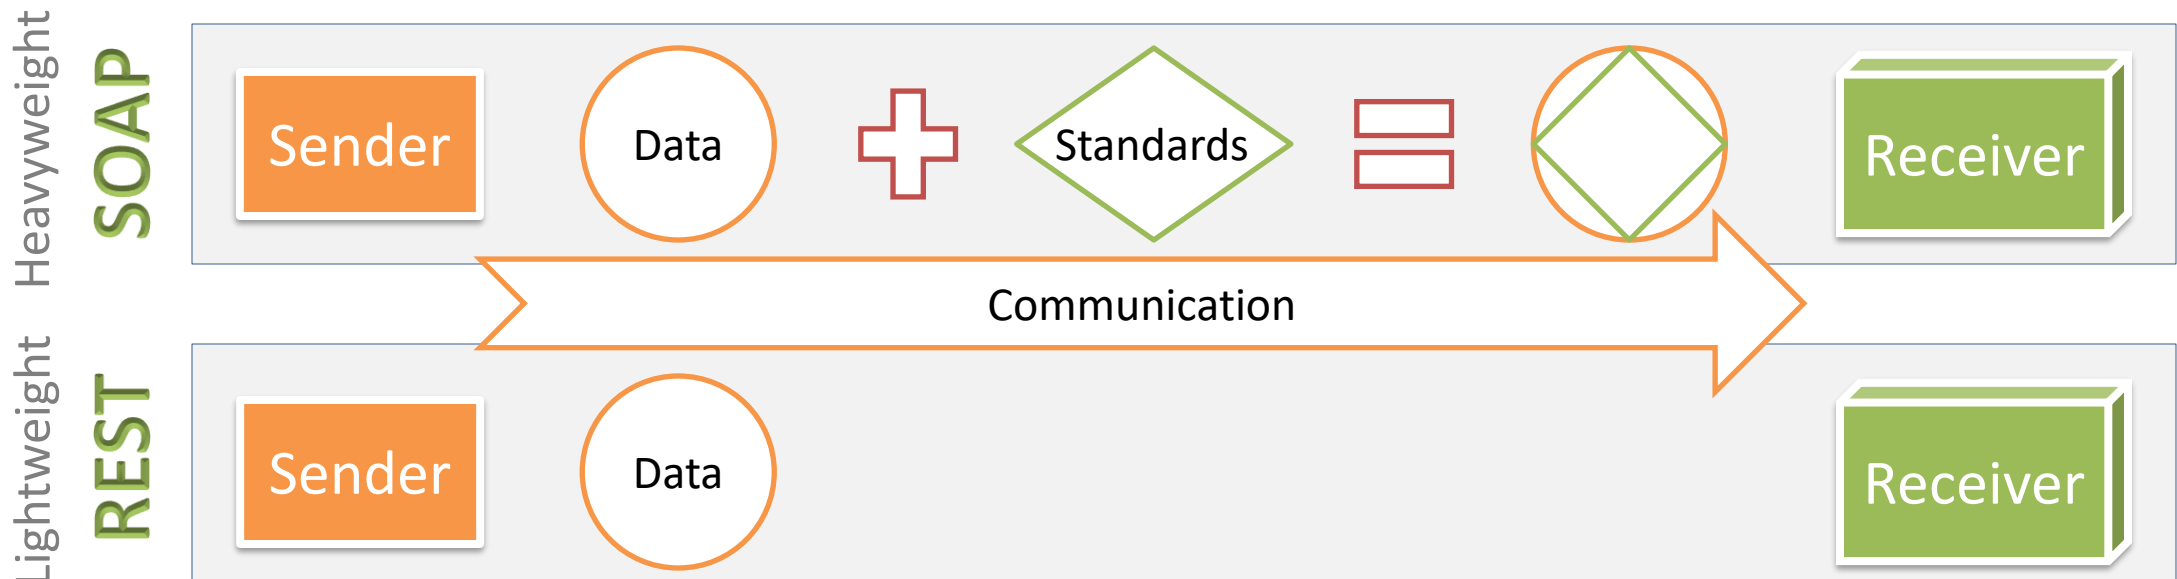 Heavyweight
SOAP
Sender
Data
Standards
Receiver
Communication
Lightweight
REST
Sender
Data
Receiver